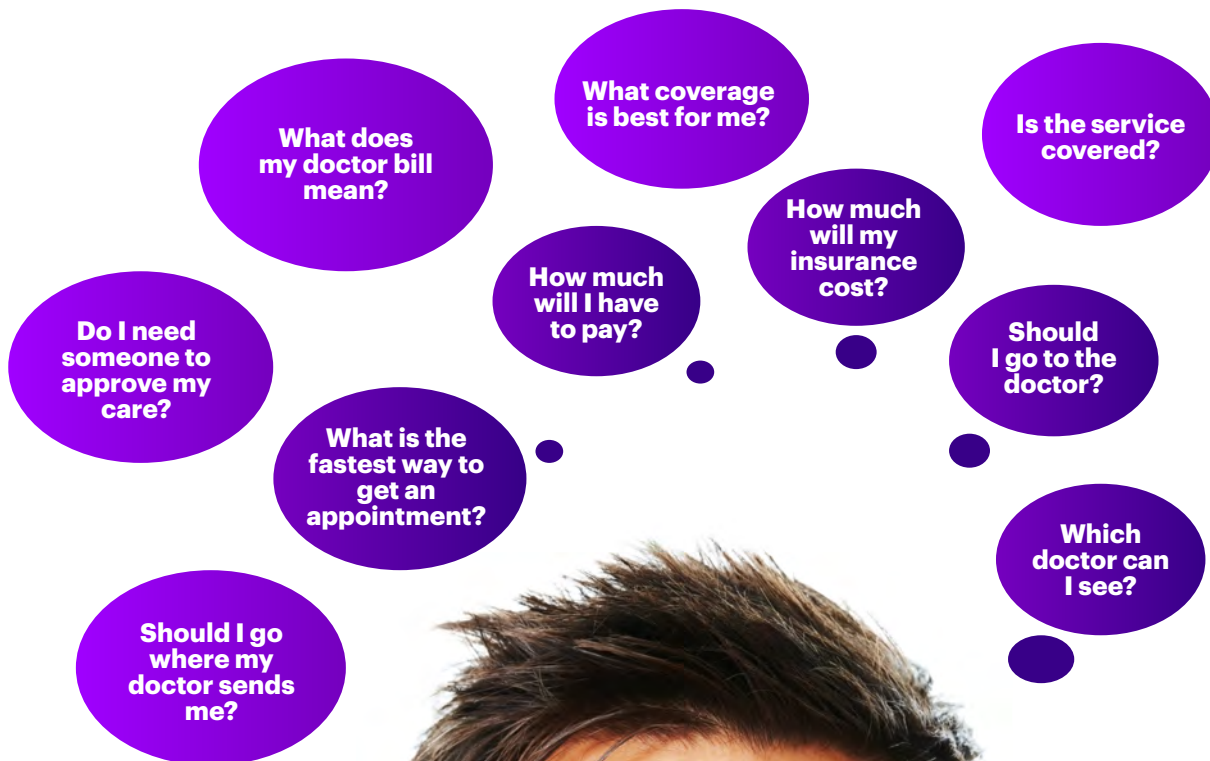 What coverage
is best for me?
What does
my doctor bill
mean?
Is the service
covered?
How much
will my
insurance
cost?
How much
will I have
to pay?
Do I need
someone to
approve my
care?
Should
I go to the
doctor?
What is the
fastest way to
get an
appointment?
Which
doctor can
I see?
Should I go
where my
doctor sends
me?